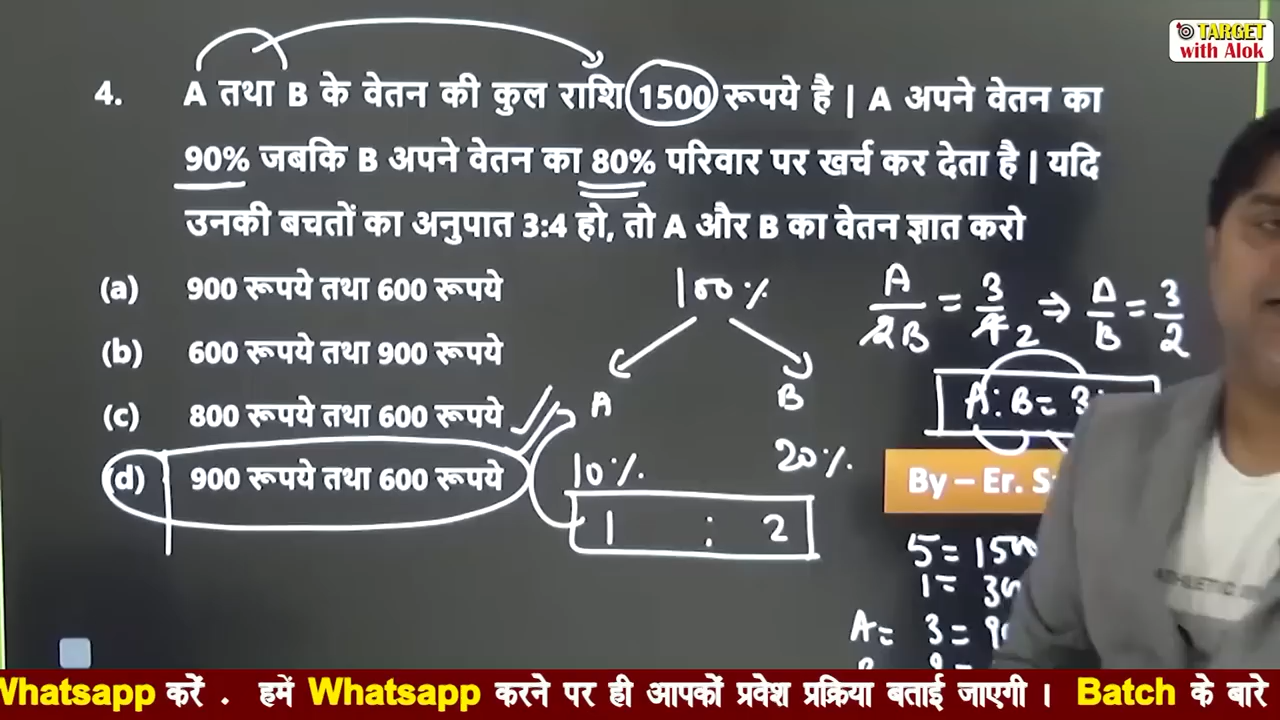 TARGET
with Alok
4. A तथा B के वेतन की कुल राशि 1500 रूपये है | A अपने वेतन का
90% जबकि B अपने वेतन का 80% परिवार पर खर्च कर देता है | यदि
उनकी बचतों का अनुपात 3:4 हो, तो A और B का वेतन ज्ञात करो
(a) 900 रूपये तथा 600 रूपये
(b) 600 रूपये तथा 900 रूपये
(c) 800 रूपये तथा 600 रूपये
(d) 900 रूपये तथा 600 रूपये
100%
A B
10% 20%
1 : 2
A/2B = 3/4 2 ⇒ A/B = 3/2
A : B = 3
By – Er.
5 = 1500
1 =
A = 3 =
Whatsapp करें . हमें Whatsapp करने पर ही आपकों प्रवेश प्रक्रिया बताई जाएगी । Batch के बारे